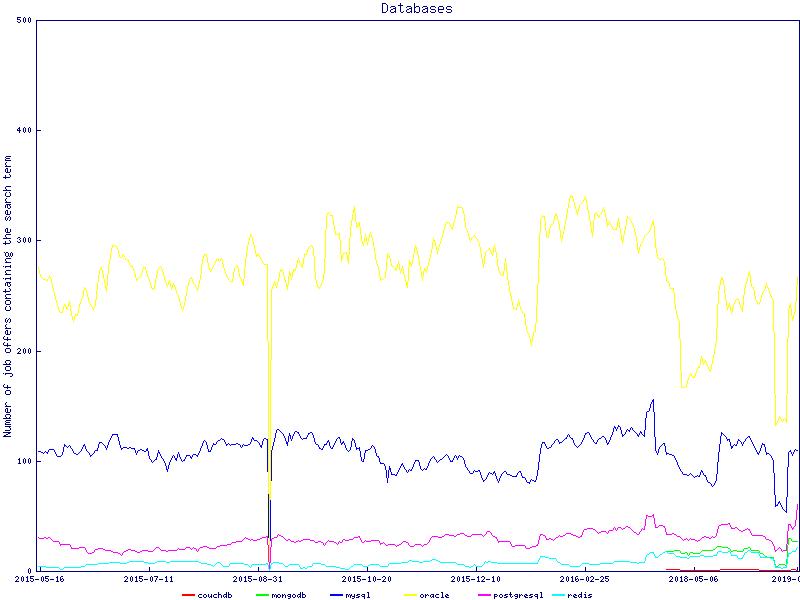 Databases
Number of job offers containing the search term
500
400
300
200
100
0
2015-05-16 2015-07-11 2015-08-31 2015-10-20 2015-12-10 2016-02-25 2018-05-06 2019-0
couchdb mongodb mysql oracle postgresql redis